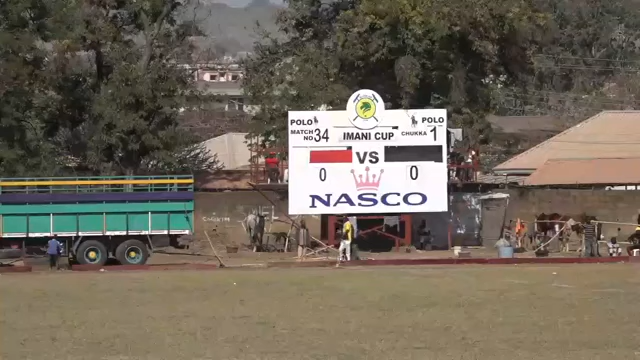 POLO POLO
MATCH NO 34 IMANI CUP CHUKKA 1
VS
0 0
NASCO